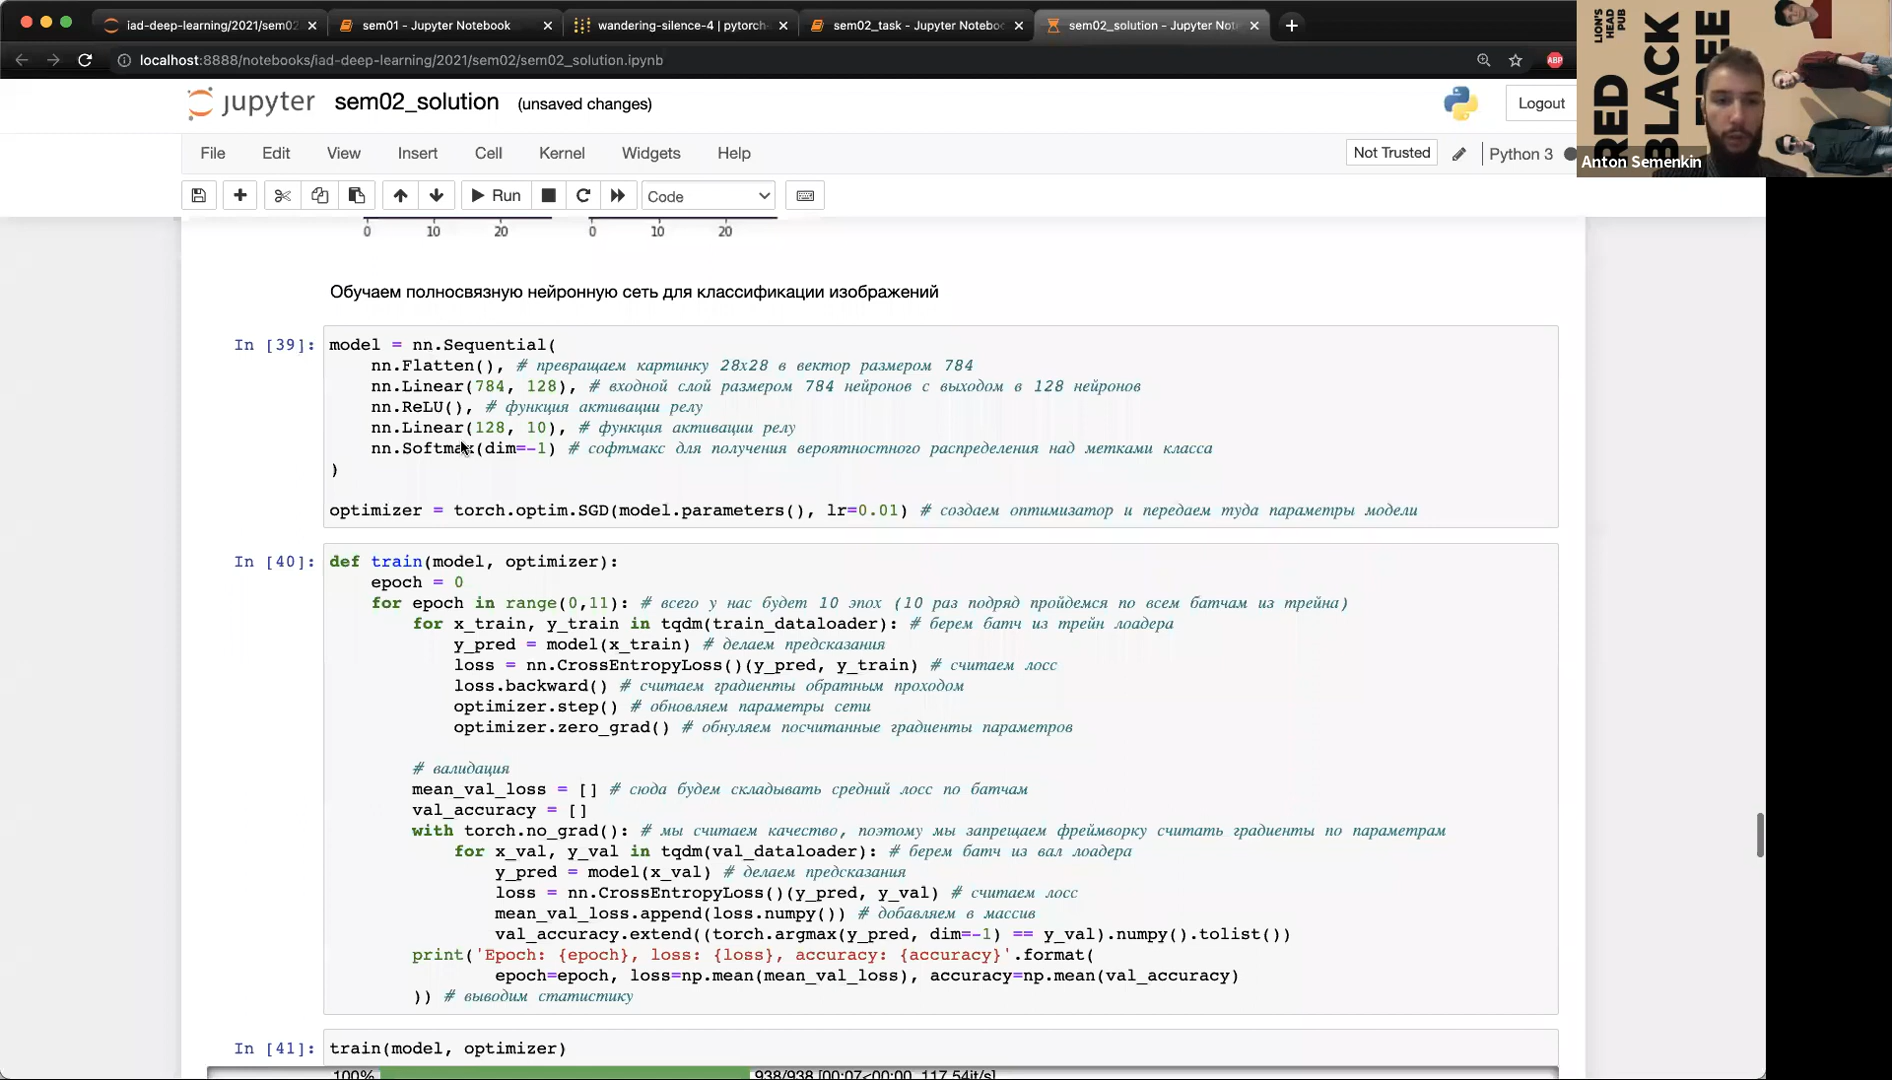 iad-deep-learning/2021/sem02
sem01 - Jupyter Notebook
wandering-silence-4 | pytorch-
sem02_task - Jupyter Noteboo
sem02_solution - Jupyter Not
localhost:8888/notebooks/iad-deep-learning/2021/sem02/sem02_solution.ipynb
ABP
LION'S HEAD PUB
RED
BLACK
TREE
Anton Semenkin
jupyter sem02_solution (unsaved changes)
Logout
File Edit View Insert Cell Kernel Widgets Help
Not Trusted
Python 3
Run
Code
0 10 20 0 10 20
Обучаем полносвязную нейронную сеть для классификации изображений
In [39]: model = nn.Sequential(
nn.Flatten(), # превращаем картинку 28x28 в вектор размером 784
nn.Linear(784, 128), # входной слой размером 784 нейронов с выходом в 128 нейронов
nn.ReLU(), # функция активации релу
nn.Linear(128, 10), # функция активации релу
nn.Softmax(dim=-1) # софтмакс для получения вероятностного распределения над метками класса
)
optimizer = torch.optim.SGD(model.parameters(), lr=0.01) # создаем оптимизатор и передаем туда параметры модели
In [40]: def train(model, optimizer):
epoch = 0
for epoch in range(0,11): # всего у нас будет 10 эпох (10 раз подряд пройдемся по всем батчам из трейна)
for x_train, y_train in tqdm(train_dataloader): # берем батч из трейн лоадера
y_pred = model(x_train) # делаем предсказания
loss = nn.CrossEntropyLoss()(y_pred, y_train) # считаем лосс
loss.backward() # считаем градиенты обратным проходом
optimizer.step() # обновляем параметры сети
optimizer.zero_grad() # обнуляем посчитанные градиенты параметров
# валидация
mean_val_loss = [] # сюда будем складывать средний лосс по батчам
val_accuracy = []
with torch.no_grad(): # мы считаем качество, поэтому мы запрещаем фреймворку считать градиенты по параметрам
for x_val, y_val in tqdm(val_dataloader): # берем батч из вал лоадера
y_pred = model(x_val) # делаем предсказания
loss = nn.CrossEntropyLoss()(y_pred, y_val) # считаем лосс
mean_val_loss.append(loss.numpy()) # добавляем в массив
val_accuracy.extend((torch.argmax(y_pred, dim=-1) == y_val).numpy().tolist())
print('Epoch: {epoch}, loss: {loss}, accuracy: {accuracy}'.format(
epoch=epoch, loss=np.mean(mean_val_loss), accuracy=np.mean(val_accuracy)
)) # выводим статистику
In [41]: train(model, optimizer)
100% 938/938 [00:07<00:00, 117.54it/s]